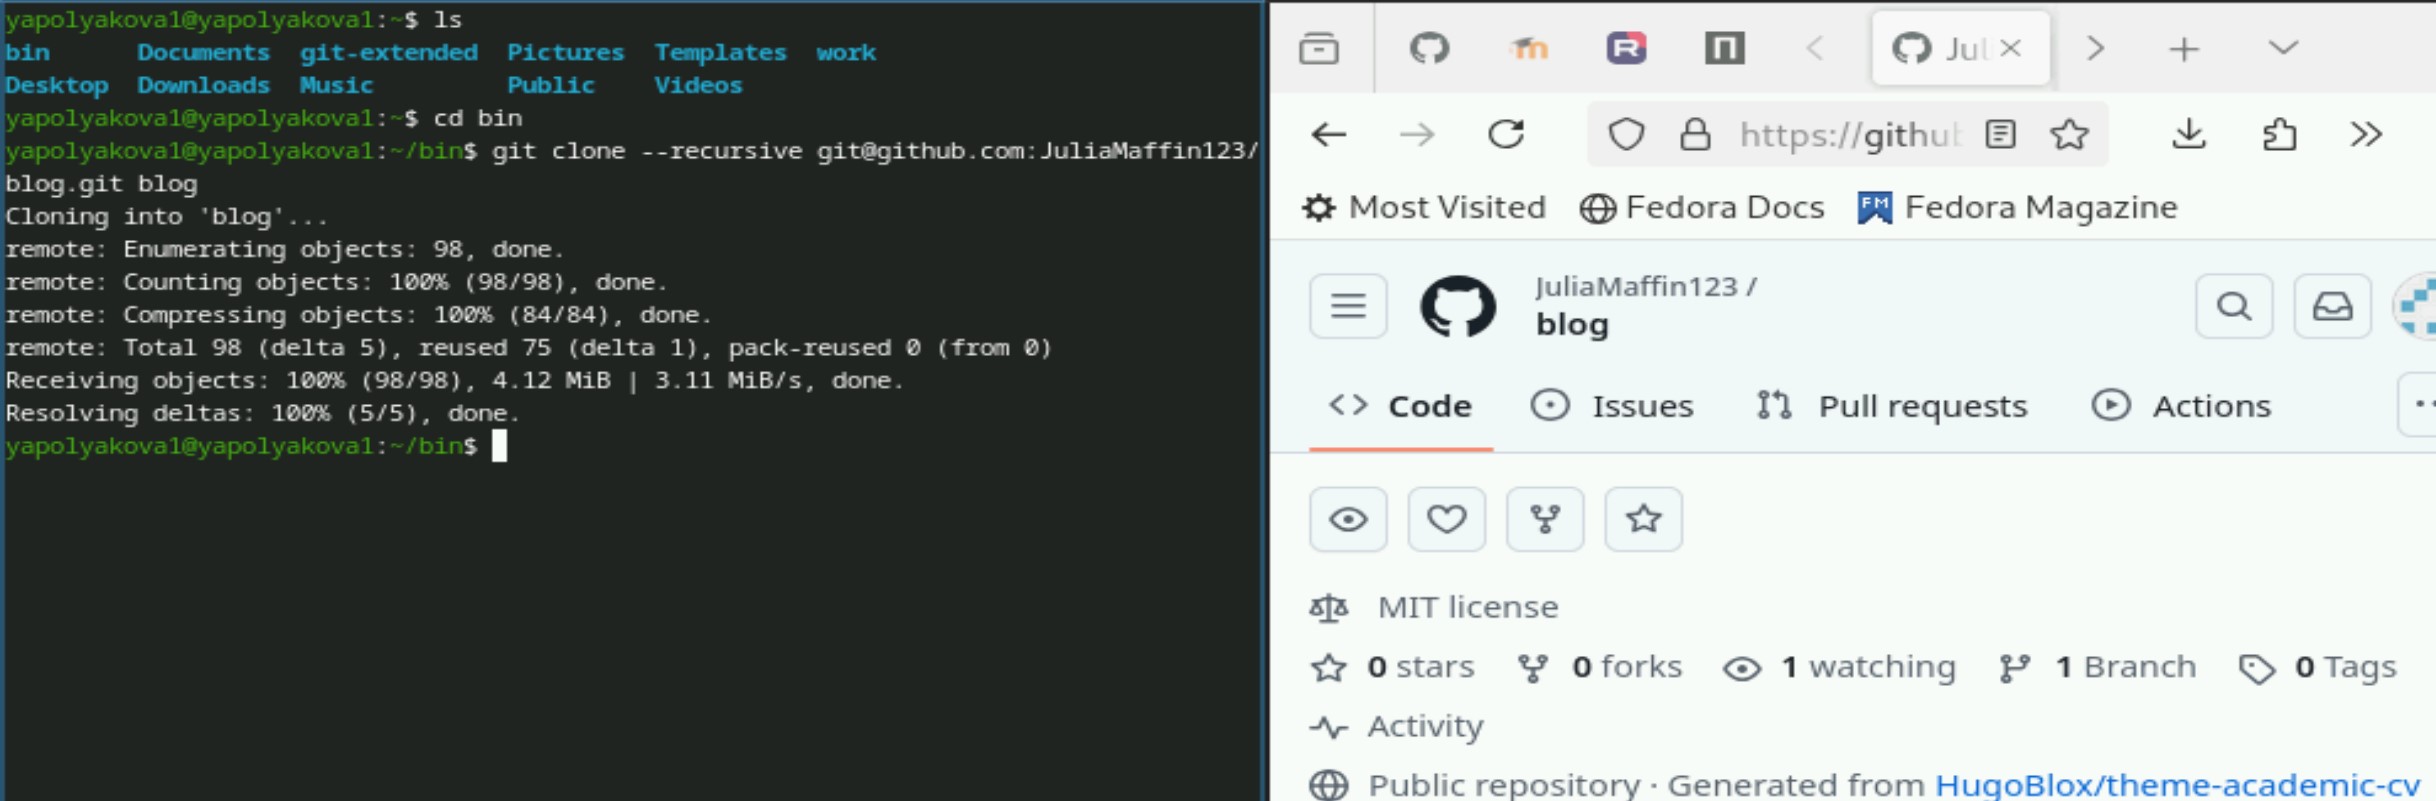 yapolyakova1@yapolyakova1:~$ ls
bin Documents git-extended Pictures Templates work
Desktop Downloads Music Public Videos
yapolyakova1@yapolyakova1:~$ cd bin
yapolyakova1@yapolyakova1:~/bin$ git clone --recursive git@github.com:JuliaMaffin123/
blog.git blog
Cloning into 'blog'...
remote: Enumerating objects: 98, done.
remote: Counting objects: 100% (98/98), done.
remote: Compressing objects: 100% (84/84), done.
remote: Total 98 (delta 5), reused 75 (delta 1), pack-reused 0 (from 0)
Receiving objects: 100% (98/98), 4.12 MiB | 3.11 MiB/s, done.
Resolving deltas: 100% (5/5), done.
yapolyakova1@yapolyakova1:~/bin$
Jul
https://githu
Most Visited Fedora Docs FM Fedora Magazine
JuliaMaffin123 /
blog
Code Issues Pull requests Actions
MIT license
0 stars 0 forks 1 watching 1 Branch 0 Tags
Activity
Public repository · Generated from HugoBlox/theme-academic-cv